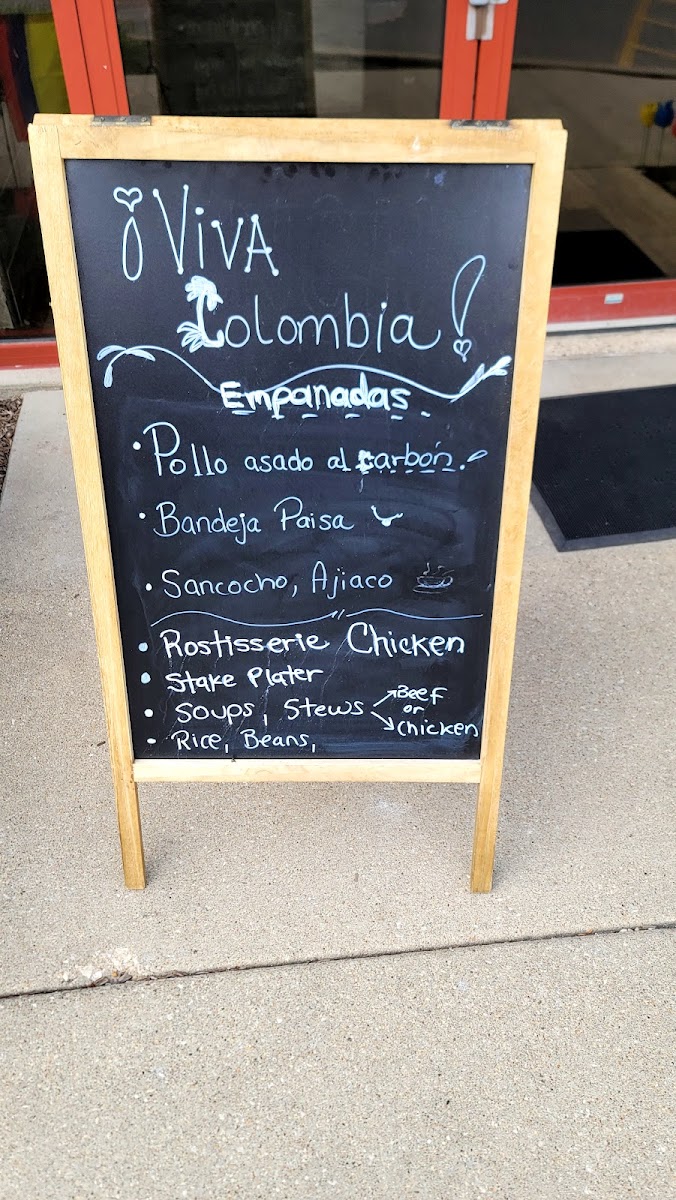 ¡Viva
Colombia!
Empanadas.
• Pollo asado al carbón.
• Bandeja Paisa
• Sancocho, Ajiaco
• Rostisserie Chicken
• Stake Plater
• Soups, Stews Beef or Chicken
• Rice, Beans,